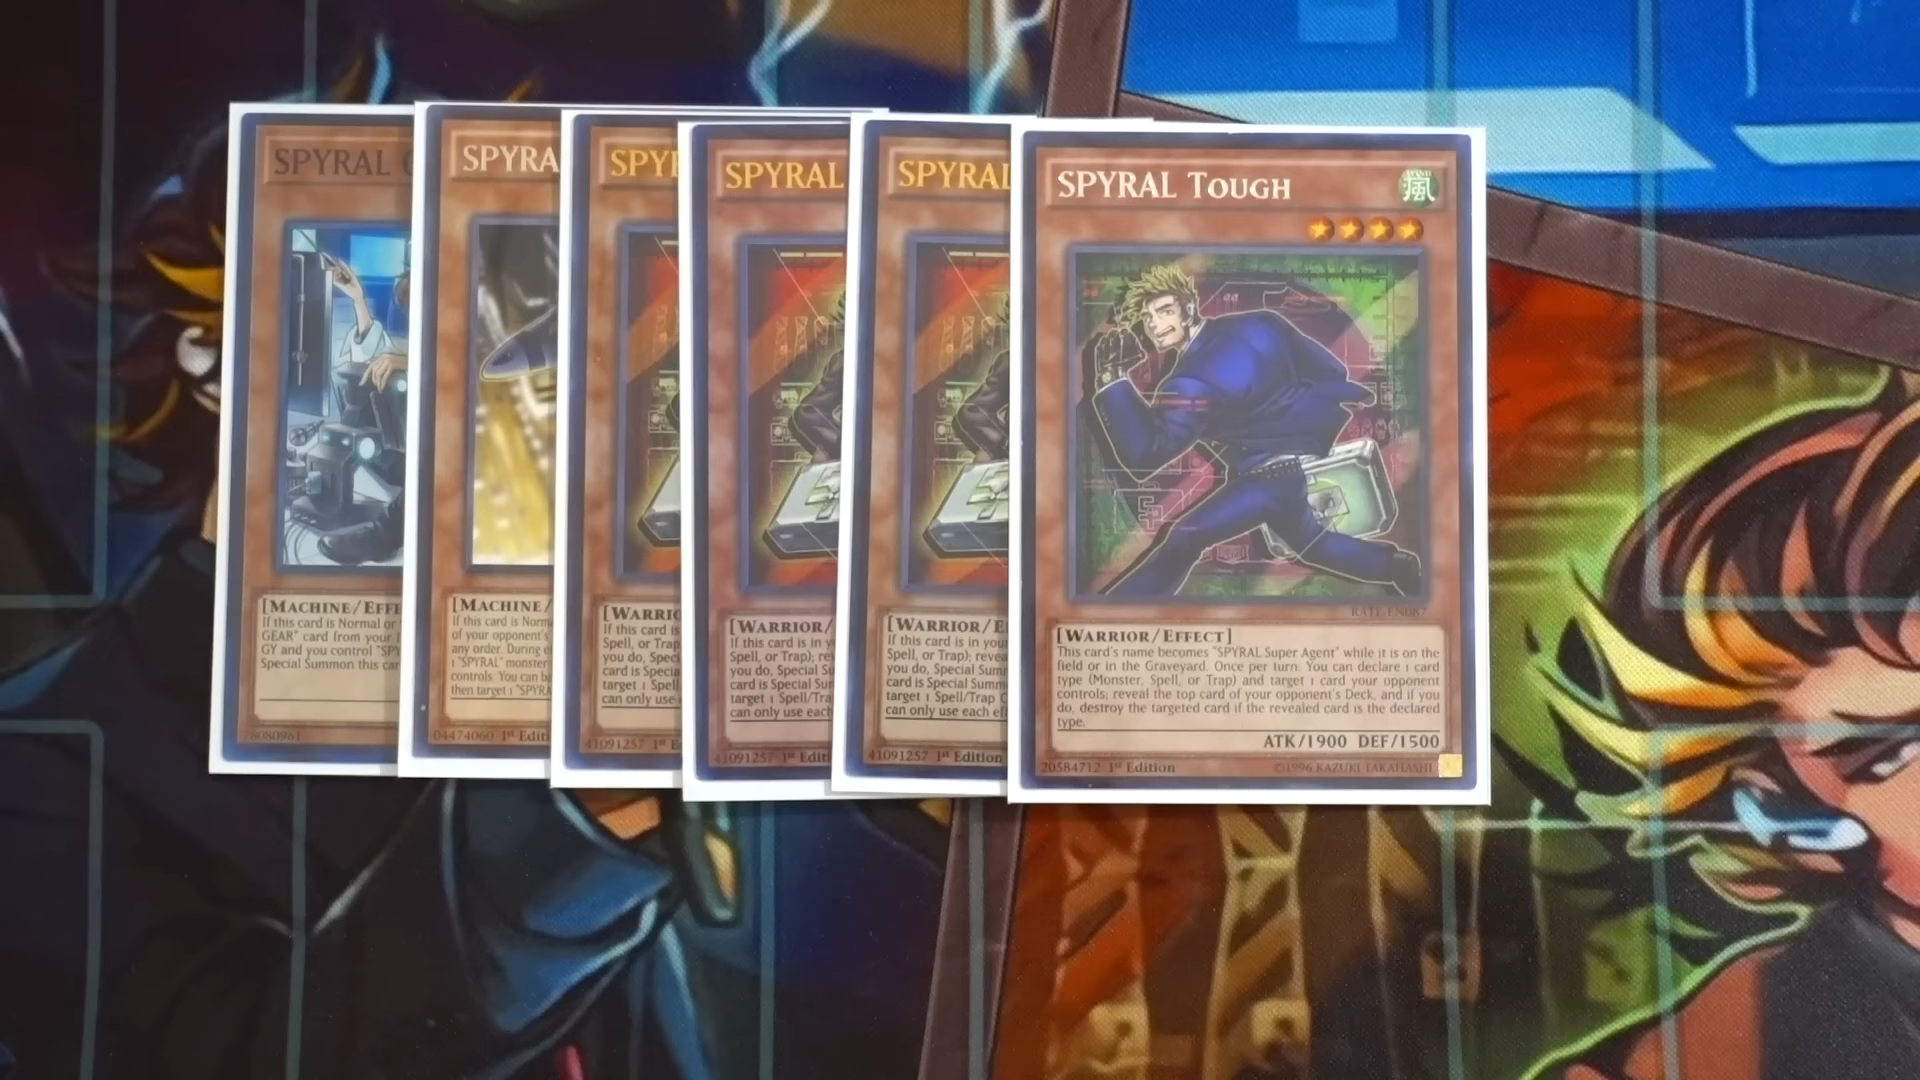 SPYRAL
[MACHINE/EFFE
If this card is Normal or
GEAR" card from your
GY and you control "SPY
Special Summon this car
78080961
SPYRA
[MACHINE/
If this card is Norm
of your opponent's
any order. During e
1 "SPYRAL" monster
controls. You can ba
then target 1 "SPYRA
04474060 1st Editi
SPYR
[WARRIO
If this card is
Spell, or Trap
you do, Speci
card is Specia
target 1 Spell
can only use
41091257 1st E
SPYRAL
[WARRIOR/
If this card is in y
Spell, or Trap); rev
you do, Special Su
card is Special Sum
target 1 Spell/Tra
can only use each
41091257 1st Editi
SPYRAL
[WARRIOR/E
If this card is in your
Spell, or Trap); revea
you do, Special Summ
card is Special Summ
target 1 Spell/Trap C
can only use each ef
41091257 1st Edition
SPYRAL TOUGH
WIND
風
RATE-EN087
[WARRIOR/EFFECT]
This card's name becomes "SPYRAL Super Agent" while it is on the
field or in the Graveyard. Once per turn: You can declare 1 card
type (Monster, Spell, or Trap) and target 1 card your opponent
controls; reveal the top card of your opponent's Deck, and if you
do, destroy the targeted card if the revealed card is the declared
type.
ATK/1900 DEF/1500
20584712 1st Edition
©1996 KAZUKI TAKAHASHI